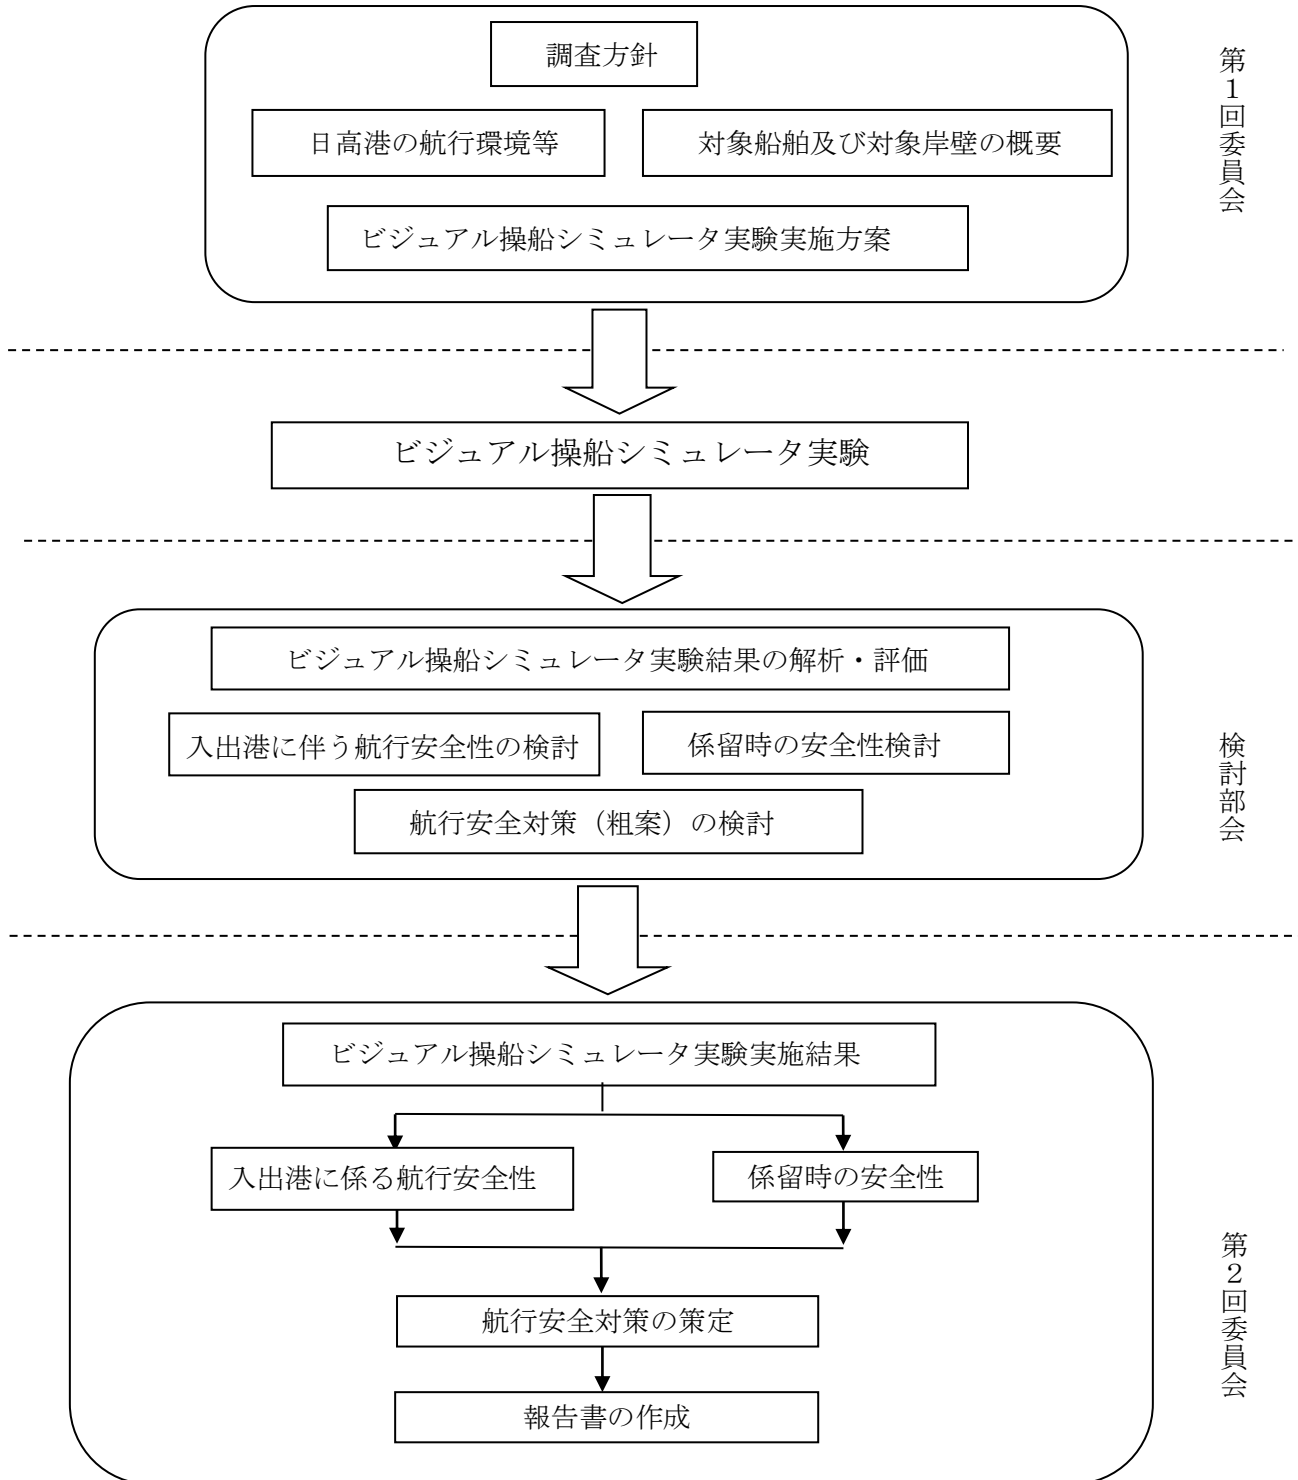 調査方針
日高港の航行環境等
対象船舶及び対象岸壁の概要
ビジュアル操船シミュレータ実験実施方案
第1回委員会
ビジュアル操船シミュレータ実験
ビジュアル操船シミュレータ実験結果の解析・評価
入出港に伴う航行安全性の検討
係留時の安全性検討
航行安全対策（粗案）の検討
検討部会
ビジュアル操船シミュレータ実験実施結果
入出港に係る航行安全性
係留時の安全性
航行安全対策の策定
報告書の作成
第2回委員会